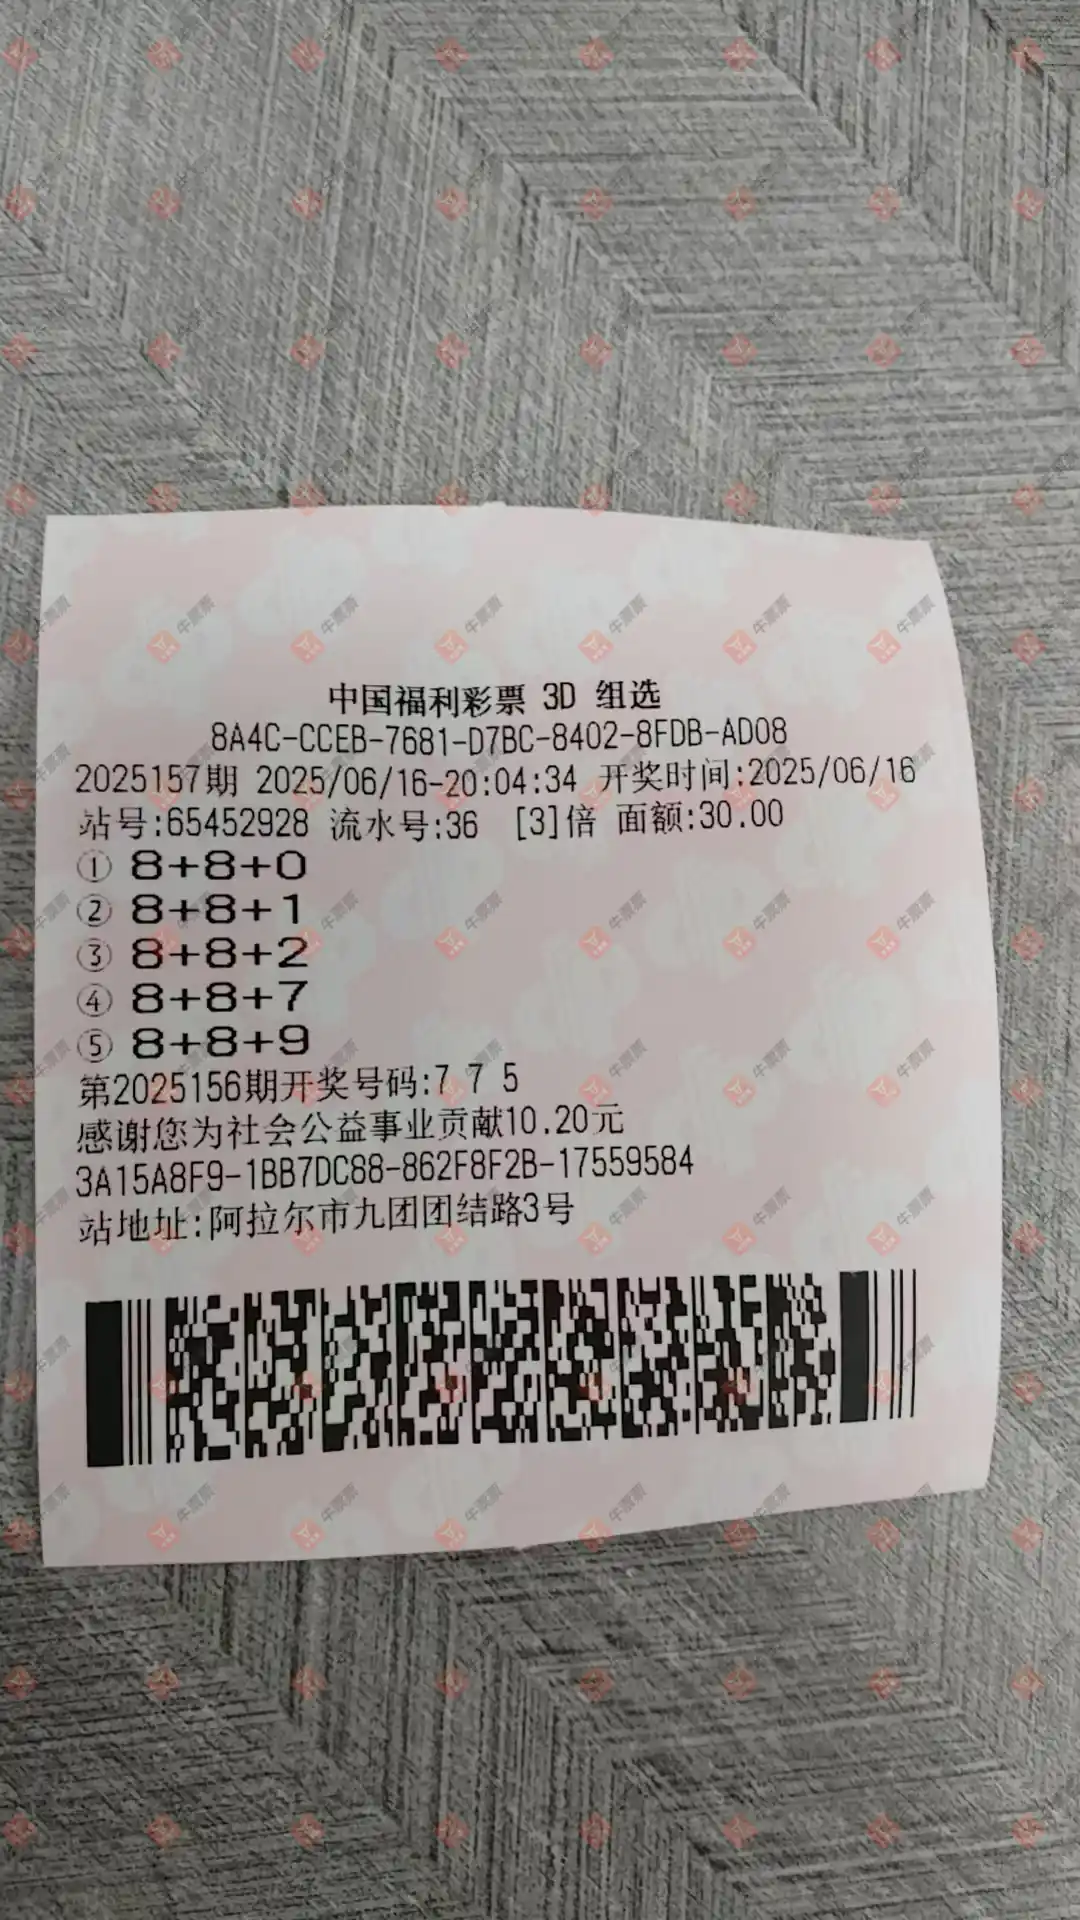 中国福利彩票 3D 组选
8A4C-CCEB-7681-D7BC-8402-8FDB-AD08
2025157期 2025/06/16-20:04:34 开奖时间:2025/06/16
站号:65452928 流水号:36 [3]倍 面额:30.00
① 8+8+0
② 8+8+1
③ 8+8+2
④ 8+8+7
⑤ 8+8+9
第2025156期开奖号码:7 7 5
感谢您为社会公益事业贡献10.20元
3A15A8F9-1BB7DC88-862F8F2B-17559584
站地址:阿拉尔市九团团结路3号
牛票票